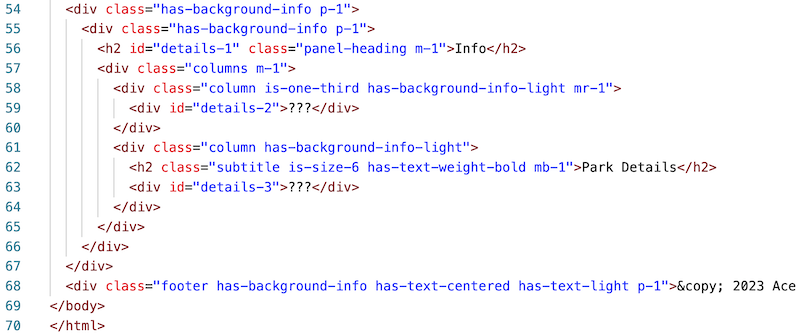 54 <div class="has-background-info p-1">
55 <div class="has-background-info p-1">
56 <h2 id="details-1" class="panel-heading m-1">Info</h2>
57 <div class="columns m-1">
58 <div class="column is-one-third has-background-info-light mr-1">
59 <div id="details-2">???</div>
60 </div>
61 <div class="column has-background-info-light">
62 <h2 class="subtitle is-size-6 has-text-weight-bold mb-1">Park Details</h2>
63 <div id="details-3">???</div>
64 </div>
65 </div>
66 </div>
67 </div>
68 <div class="footer has-background-info has-text-centered has-text-light p-1">&copy; 2023 Ace
69 </body>
70 </html>